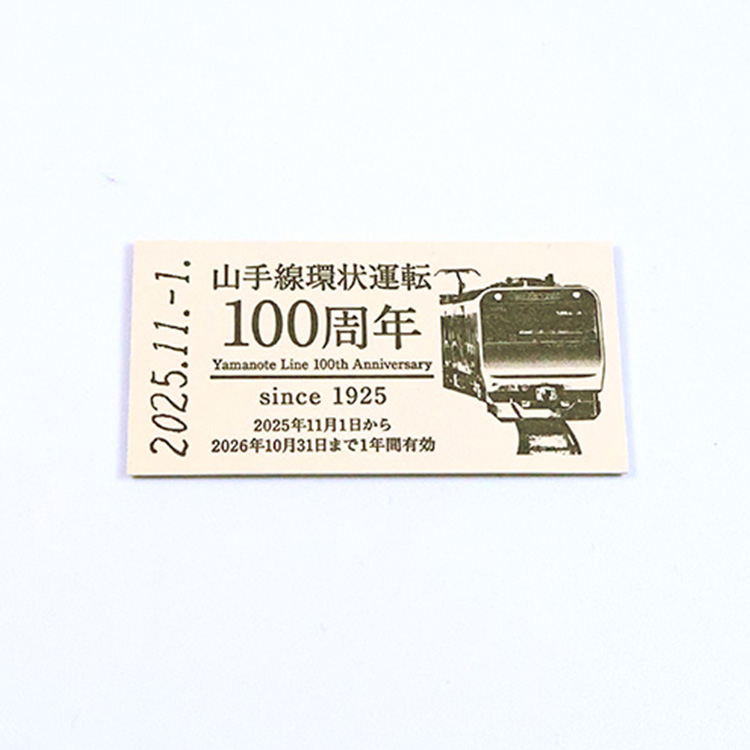 2025.11.-1.
山手線環状運転
100周年
Yamanote Line 100th Anniversary
since 1925
2025年11月1日から
2026年10月31日まで1年間有効